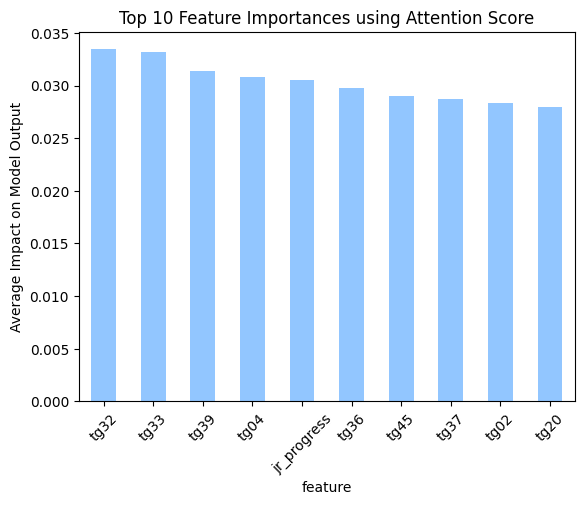 Top 10 Feature Importances using Attention Score
Average Impact on Model Output
0.035
0.030
0.025
0.020
0.015
0.010
0.005
0.000
tg32
tg33
tg39
tg04
jr_progress
tg36
tg45
tg37
tg02
tg20
feature